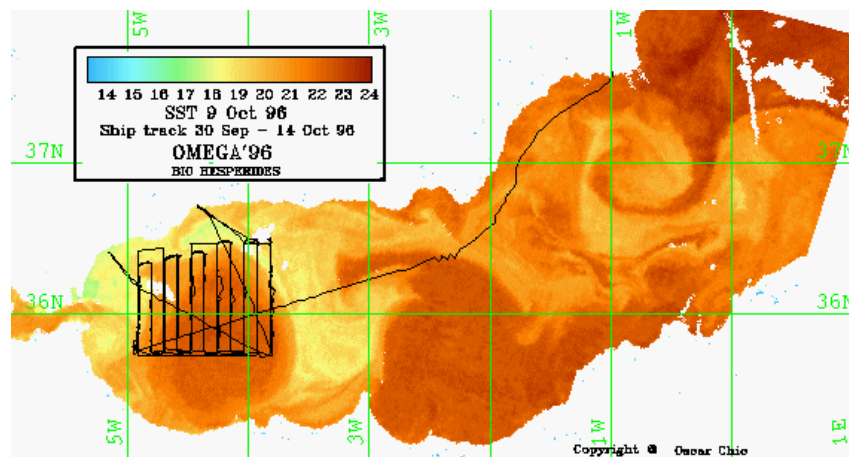 5W
3W
1W
14 15 16 17 18 19 20 21 22 23 24
SST 9 Oct 96
Ship track 30 Sep - 14 Oct 96
OMEGA'96
BIO HESPERIDES
37N
37N
36N
36N
5W
3W
1W
1E
Copyright @ Oscar Chic